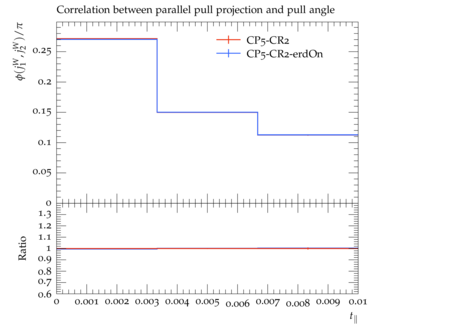 Correlation between parallel pull projection and pull angle
ϕ(j₁ᵂ, j₂ᵂ)/π
CP5-CR2
CP5-CR2-erdOn
0.25
0.2
0.15
0.1
0.05
0
Ratio
1.3
1.2
1.1
1
0.9
0.8
0.7
0.6
0 0.001 0.002 0.003 0.004 0.005 0.006 0.007 0.008 0.009 0.01
t∥